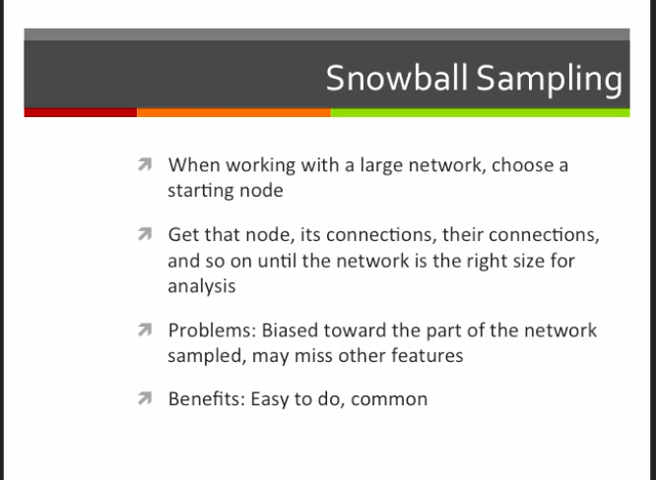 Snowball Sampling
When working with a large network, choose a
starting node
Get that node, its connections, their connections,
and so on until the network is the right size for
analysis
Problems: Biased toward the part of the network
sampled, may miss other features
Benefits: Easy to do, common